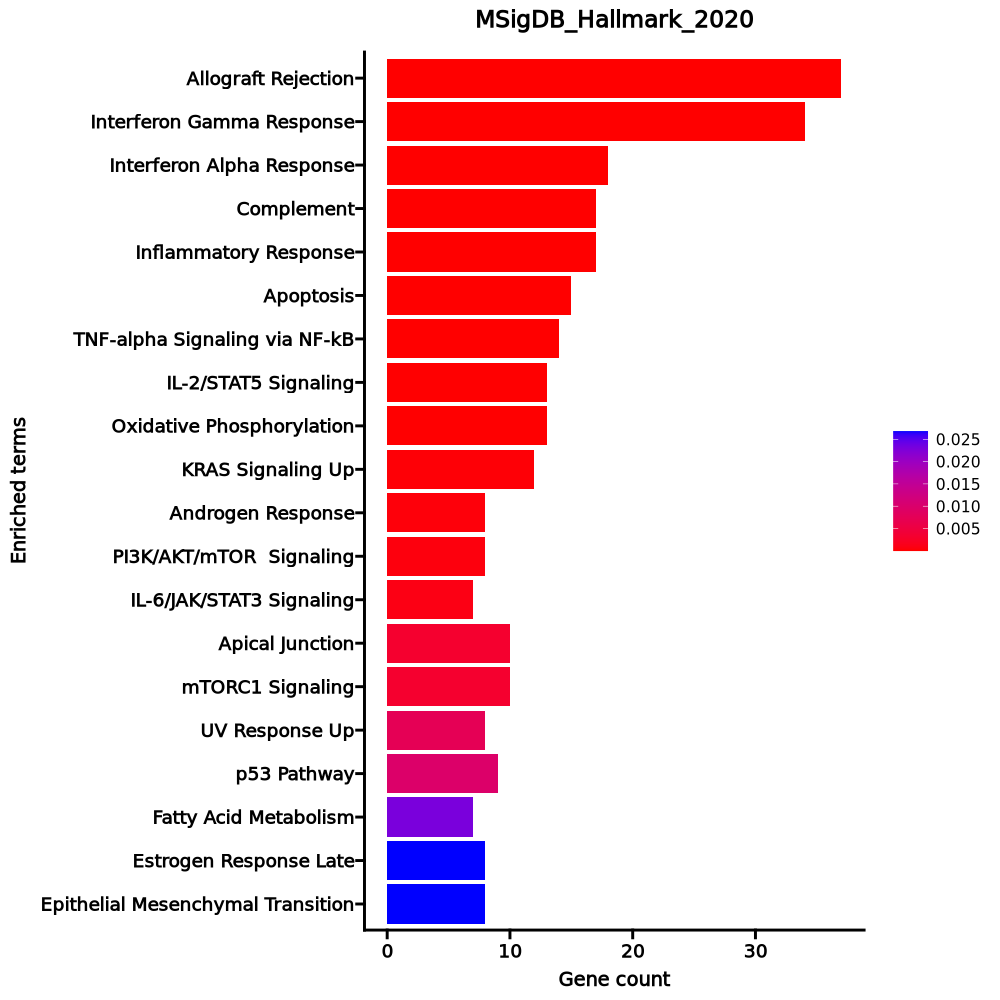 MSigDB_Hallmark_2020
Allograft Rejection
Interferon Gamma Response
Interferon Alpha Response
Complement
Inflammatory Response
Apoptosis
TNF-alpha Signaling via NF-kB
IL-2/STAT5 Signaling
Oxidative Phosphorylation
KRAS Signaling Up
Androgen Response
PI3K/AKT/mTOR  Signaling
IL-6/JAK/STAT3 Signaling
Apical Junction
mTORC1 Signaling
UV Response Up
p53 Pathway
Fatty Acid Metabolism
Estrogen Response Late
Epithelial Mesenchymal Transition
Enriched terms
0 10 20 30
Gene count
0.025
0.020
0.015
0.010
0.005